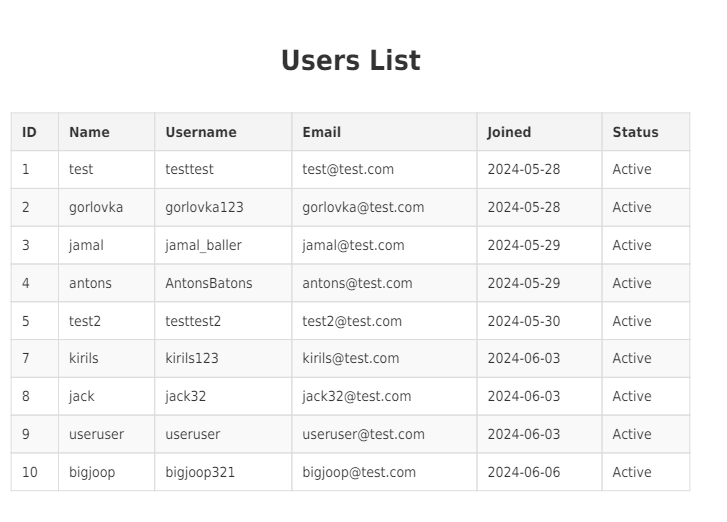 Users List
ID Name Username Email Joined Status
1 test testtest test@test.com 2024-05-28 Active
2 gorlovka gorlovka123 gorlovka@test.com 2024-05-28 Active
3 jamal jamal_baller jamal@test.com 2024-05-29 Active
4 antons AntonsBatons antons@test.com 2024-05-29 Active
5 test2 testtest2 test2@test.com 2024-05-30 Active
7 kirils kirils123 kirils@test.com 2024-06-03 Active
8 jack jack32 jack32@test.com 2024-06-03 Active
9 useruser useruser useruser@test.com 2024-06-03 Active
10 bigjoop bigjoop321 bigjoop@test.com 2024-06-06 Active